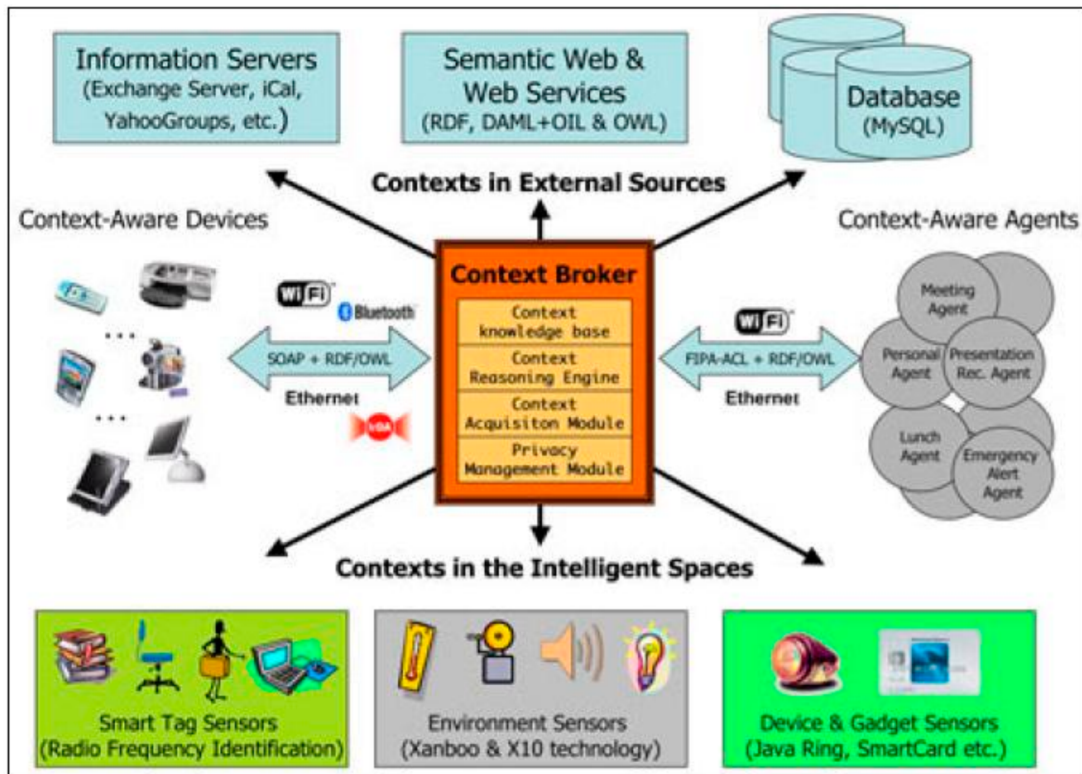 Information Servers
(Exchange Server, iCal,
YahooGroups, etc.)
Semantic Web &
Web Services
(RDF, DAML+OIL & OWL)
Database
(MySQL)
Contexts in External Sources
Context-Aware Devices
Context-Aware Agents
Context Broker
Context
knowledge base
Context
Reasoning Engine
Context
Acquisiton Module
Privacy
Management Module
WiFi™
Bluetooth™
SOAP + RDF/OWL
Ethernet
IrDA
WiFi™
FIPA-ACL + RDF/OWL
Ethernet
Meeting
Agent
Personal
Agent
Presentation
Rec. Agent
Lunch
Agent
Emergency
Alert
Agent
Contexts in the Intelligent Spaces
Smart Tag Sensors
(Radio Frequency Identification)
Environment Sensors
(Xanboo & X10 technology)
Device & Gadget Sensors
(Java Ring, SmartCard etc.)